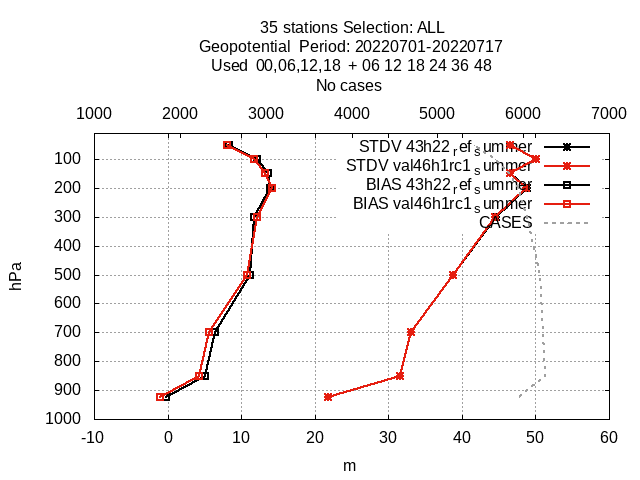 35 stations Selection: ALL
Geopotential Period: 20220701-20220717
Used 00,06,12,18 + 06 12 18 24 36 48
No cases
1000 2000 3000 4000 5000 6000 7000
STDV 43h22_ref_summer
STDV val46h1rc1_summer
BIAS 43h22_ref_summer
BIAS val46h1rc1_summer
CASES
hPa
100
200
300
400
500
600
700
800
900
1000
-10 0 10 20 30 40 50 60
m